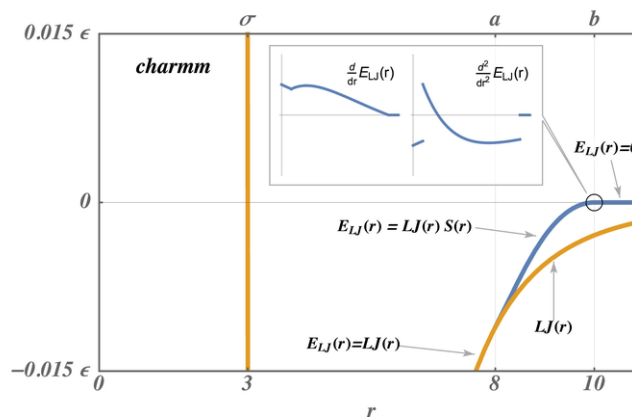 σ a b
0.015 ϵ
charmm
d/dr E_LJ(r)
d²/dr² E_LJ(r)
E_LJ(r)=
0
E_LJ(r) = LJ(r) S(r)
LJ(r)
E_LJ(r)=LJ(r)
−0.015 ϵ
0 3 8 10
r